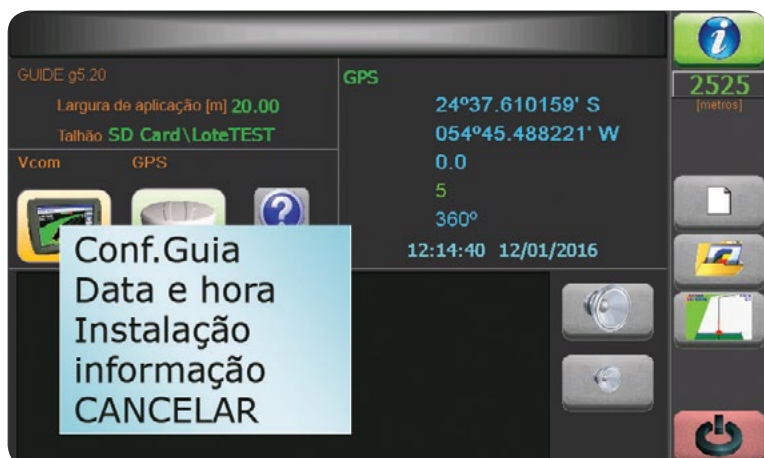 GUIDE g5.20
Largura de aplicação [m] 20.00
Talhão SD Card\LoteTEST
Vcom GPS
GPS
24º37.610159' S
054º45.488221' W
0.0
5
360º
12:14:40 12/01/2016
2525
[metros]
Conf.Guia
Data e hora
Instalação
informação
CANCELAR